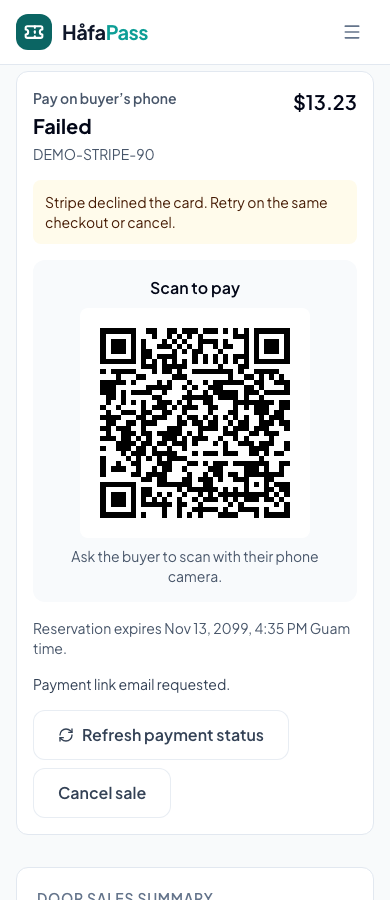 HåfaPass
Pay on buyer's phone
$13.23
Failed
DEMO-STRIPE-90
Stripe declined the card. Retry on the same
checkout or cancel.
Scan to pay
Ask the buyer to scan with their phone
camera.
Reservation expires Nov 13, 2099, 4:35 PM Guam
time.
Payment link email requested.
Refresh payment status
Cancel sale
DOOR SALES SUMMARY